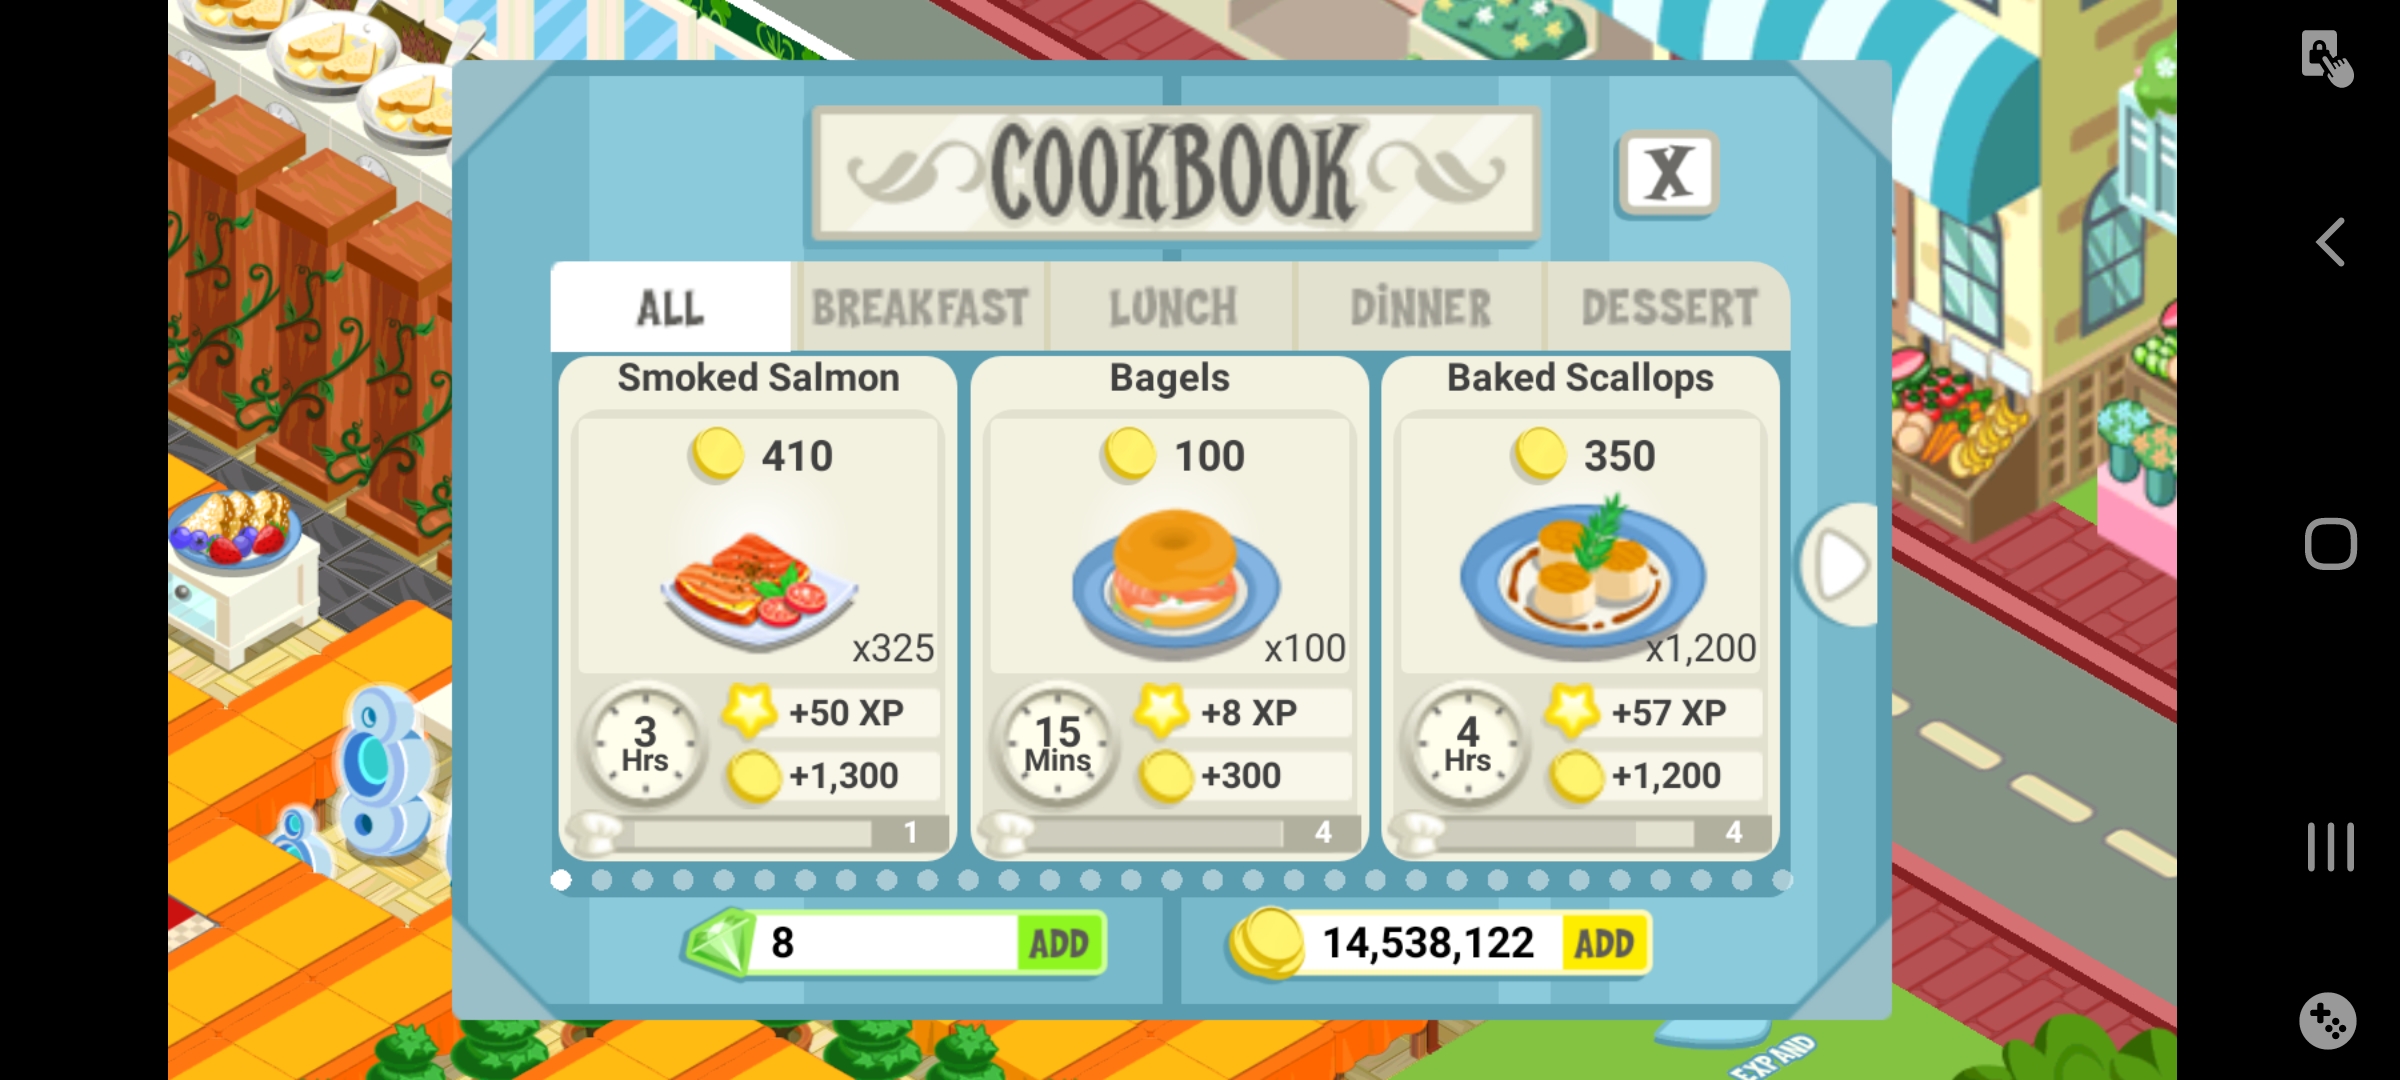 COOKBOOK
X
ALL
BREAKFAST
LUNCH
DINNER
DESSERT
Smoked Salmon
410
x325
3
Hrs
+50 XP
+1,300
1
Bagels
100
x100
15
Mins
+8 XP
+300
4
Baked Scallops
350
x1,200
4
Hrs
+57 XP
+1,200
4
8
ADD
14,538,122
ADD
EXPAND